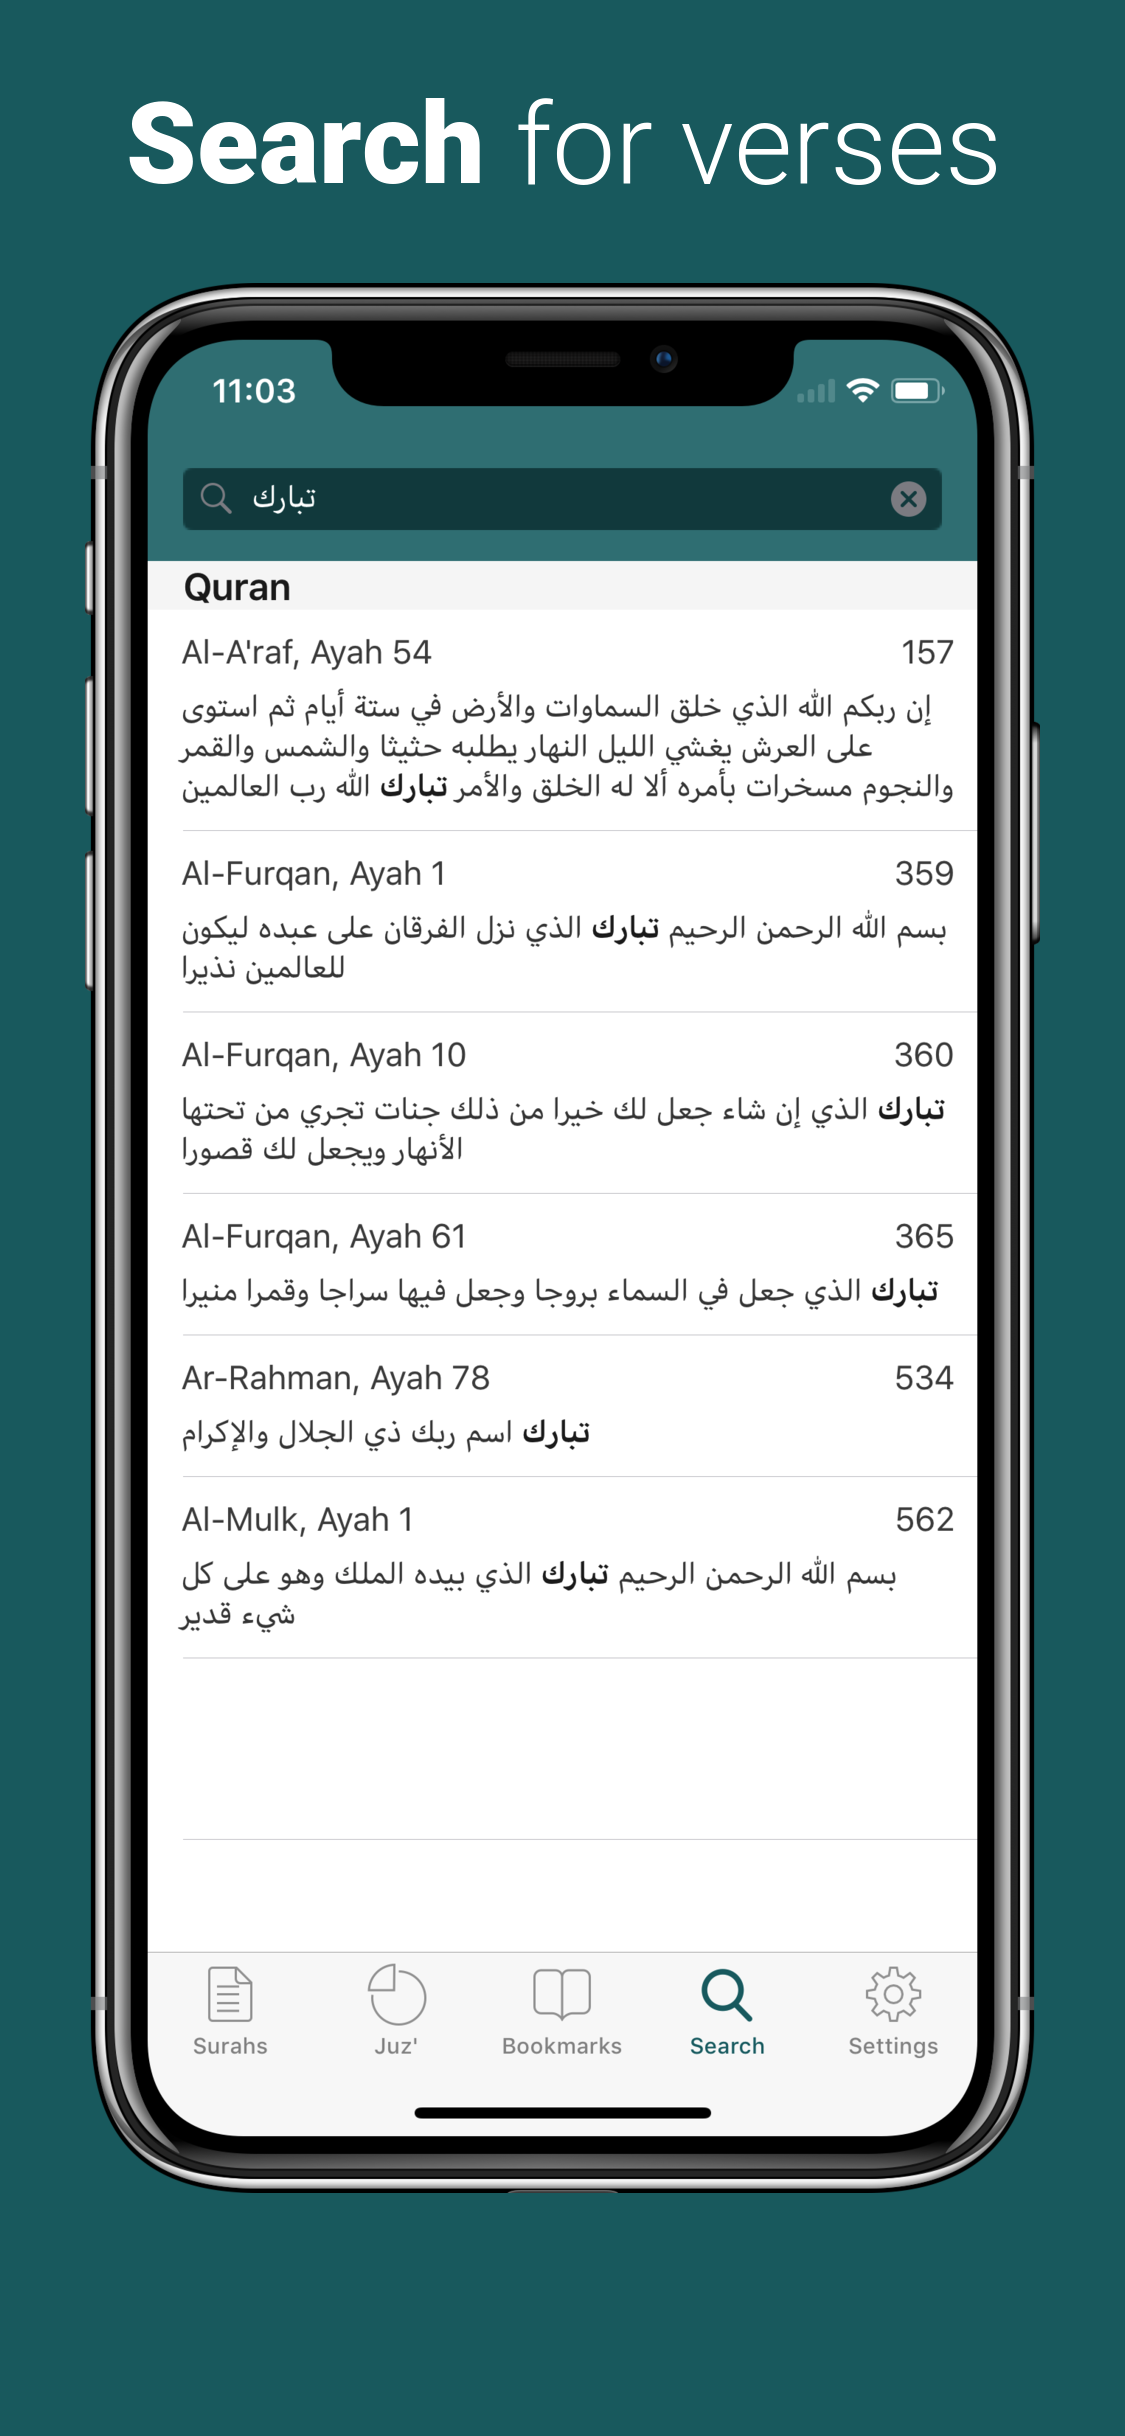 Search for verses
11:03
تبارك
Quran
Al-A'raf, Ayah 54 157
إن ربكم الله الذي خلق السماوات والأرض في ستة أيام ثم استوى
على العرش يغشي الليل النهار يطلبه حثيثا والشمس والقمر
والنجوم مسخرات بأمره ألا له الخلق والأمر تبارك الله رب العالمين
Al-Furqan, Ayah 1 359
بسم الله الرحمن الرحيم تبارك الذي نزل الفرقان على عبده ليكون
للعالمين نذيرا
Al-Furqan, Ayah 10 360
تبارك الذي إن شاء جعل لك خيرا من ذلك جنات تجري من تحتها
الأنهار ويجعل لك قصورا
Al-Furqan, Ayah 61 365
تبارك الذي جعل في السماء بروجا وجعل فيها سراجا وقمرا منيرا
Ar-Rahman, Ayah 78 534
تبارك اسم ربك ذي الجلال والإكرام
Al-Mulk, Ayah 1 562
بسم الله الرحمن الرحيم تبارك الذي بيده الملك وهو على كل
شيء قدير
Surahs Juz' Bookmarks Search Settings